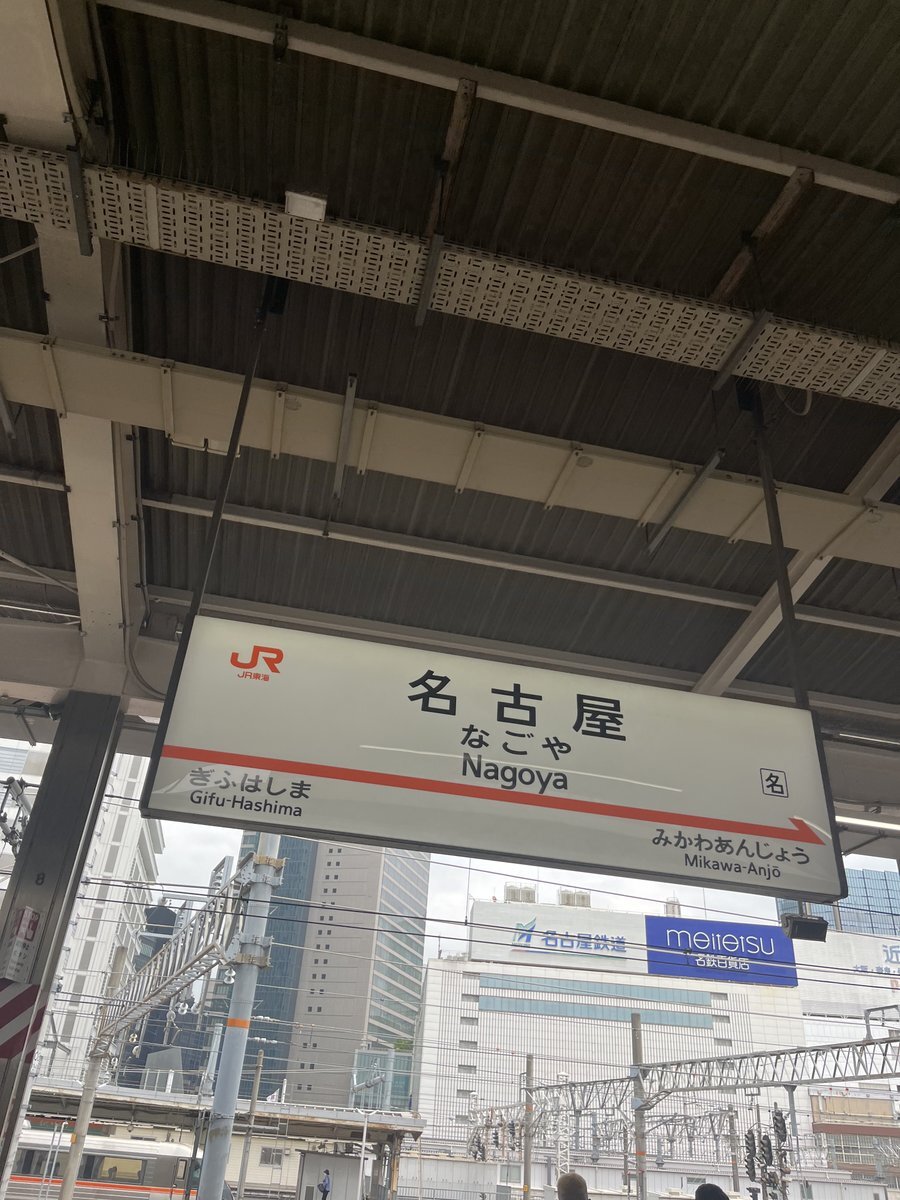 JR
JR東海
名古屋
なごや
Nagoya
名
ぎふはしま
Gifu-Hashima
みかわあんじょう
Mikawa-Anjō
名古屋鉄道
meitetsu
名鉄百貨店
近
8